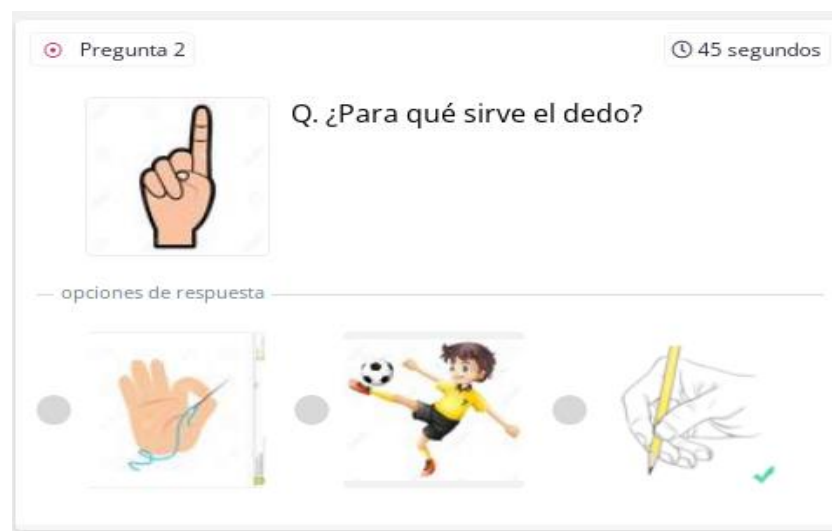 Pregunta 2
45 segundos
Q. ¿Para qué sirve el dedo?
opciones de respuesta